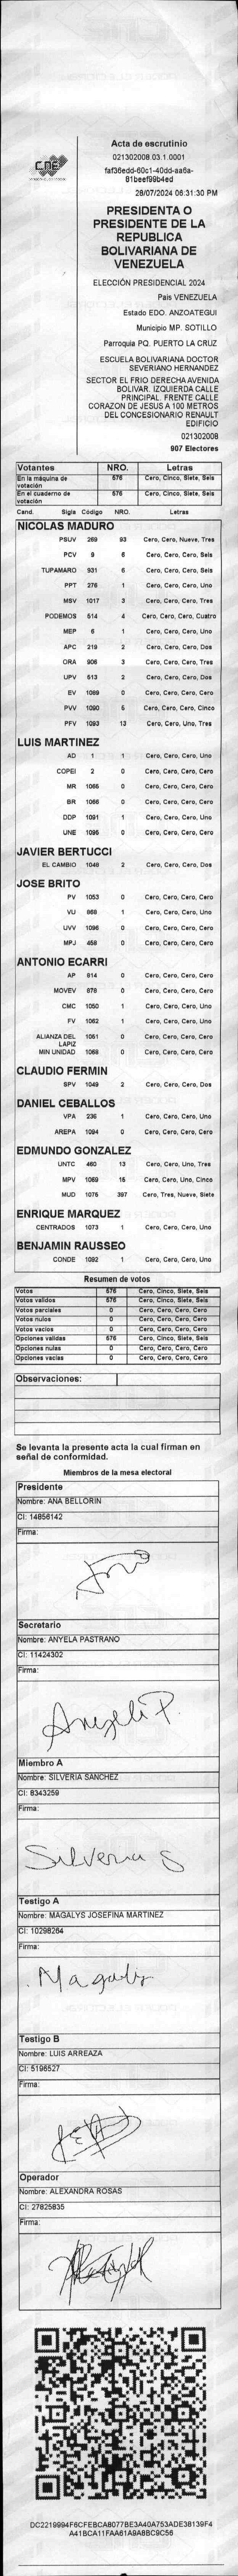 cne
Acta de escrutinio
021302008.03.1.0001
faf36edd-60c1-40dd-aa6a-
81beef99b4ed
28/07/2024 06:31:30 PM
PRESIDENTA O
PRESIDENTE DE LA
REPUBLICA
BOLIVARIANA DE
VENEZUELA
ELECCIÓN PRESIDENCIAL 2024
Pais VENEZUELA
Estado EDO. ANZOATEGUI
Municipio MP. SOTILLO
Parroquia PQ. PUERTO LA CRUZ
ESCUELA BOLIVARIANA DOCTOR
SEVERIANO HERNANDEZ
SECTOR EL FRIO DERECHA AVENIDA
BOLIVAR. IZQUIERDA CALLE
PRINCIPAL. FRENTE CALLE
CORAZON DE JESUS A 100 METROS
DEL CONCESIONARIO RENAULT
EDIFICIO
021302008
907 Electores
Votantes NRO. Letras
En la máquina de votación 576 Cero, Cinco, Siete, Seis
En el cuaderno de votación 576 Cero, Cinco, Siete, Seis
Cand. Sigla Código NRO. Letras
NICOLAS MADURO
PSUV 269 93 Cero, Cero, Nueve, Tres
PCV 9 6 Cero, Cero, Cero, Seis
TUPAMARO 931 6 Cero, Cero, Cero, Seis
PPT 276 1 Cero, Cero, Cero, Uno
MSV 1017 3 Cero, Cero, Cero, Tres
PODEMOS 514 4 Cero, Cero, Cero, Cuatro
MEP 6 1 Cero, Cero, Cero, Uno
APC 219 2 Cero, Cero, Cero, Dos
ORA 906 3 Cero, Cero, Cero, Tres
UPV 513 2 Cero, Cero, Cero, Dos
EV 1089 0 Cero, Cero, Cero, Cero
PVV 1090 5 Cero, Cero, Cero, Cinco
PFV 1093 13 Cero, Cero, Uno, Tres
LUIS MARTINEZ
AD 1 1 Cero, Cero, Cero, Uno
COPEI 2 0 Cero, Cero, Cero, Cero
MR 1066 0 Cero, Cero, Cero, Cero
BR 1066 0 Cero, Cero, Cero, Cero
DDP 1091 1 Cero, Cero, Cero, Uno
UNE 1095 0 Cero, Cero, Cero, Cero
JAVIER BERTUCCI
EL CAMBIO 1048 2 Cero, Cero, Cero, Dos
JOSE BRITO
PV 1053 0 Cero, Cero, Cero, Cero
VU 868 1 Cero, Cero, Cero, Uno
UVV 1096 0 Cero, Cero, Cero, Cero
MPJ 458 0 Cero, Cero, Cero, Cero
ANTONIO ECARRI
AP 914 0 Cero, Cero, Cero, Cero
MOVEV 878 0 Cero, Cero, Cero, Cero
CMC 1050 1 Cero, Cero, Cero, Uno
FV 1062 1 Cero, Cero, Cero, Uno
ALIANZA DEL LAPIZ 1051 0 Cero, Cero, Cero, Cero
MIN UNIDAD 1068 0 Cero, Cero, Cero, Cero
CLAUDIO FERMIN
SPV 1049 2 Cero, Cero, Cero, Dos
DANIEL CEBALLOS
VPA 236 1 Cero, Cero, Cero, Uno
AREPA 1094 0 Cero, Cero, Cero, Cero
EDMUNDO GONZALEZ
UNTC 460 13 Cero, Cero, Uno, Tres
MPV 1069 15 Cero, Cero, Uno, Cinco
MUD 1075 397 Cero, Tres, Nueve, Siete
ENRIQUE MARQUEZ
CENTRADOS 1073 1 Cero, Cero, Cero, Uno
BENJAMIN RAUSSEO
CONDE 1092 1 Cero, Cero, Cero, Uno
Resumen de votos
Votos 576 Cero, Cinco, Siete, Seis
Votos validos 576 Cero, Cinco, Siete, Seis
Votos parciales 0 Cero, Cero, Cero, Cero
Votos nulos 0 Cero, Cero, Cero, Cero
Votos vacios 0 Cero, Cero, Cero, Cero
Opciones validas 576 Cero, Cinco, Siete, Seis
Opciones nulas 0 Cero, Cero, Cero, Cero
Opciones vacias 0 Cero, Cero, Cero, Cero
Observaciones:
Se levanta la presente acta la cual firman en
señal de conformidad.
Miembros de la mesa electoral
Presidente
Nombre: ANA BELLORIN
CI: 14856142
Firma:
Secretario
Nombre: ANYELA PASTRANO
CI: 11424302
Firma:
Miembro A
Nombre: SILVERIA SANCHEZ
CI: 8343259
Firma:
Silveria S
Testigo A
Nombre: MAGALYS JOSEFINA MARTINEZ
CI: 10298264
Firma:
Magaly
Testigo B
Nombre: LUIS ARREAZA
CI: 5196527
Firma:
Operador
Nombre: ALEXANDRA ROSAS
CI: 27825835
Firma:
DC2219994F6CFEBCA8077BE3A40A753ADE38139F4
A41BCA11FAA61A9A8BC9C56